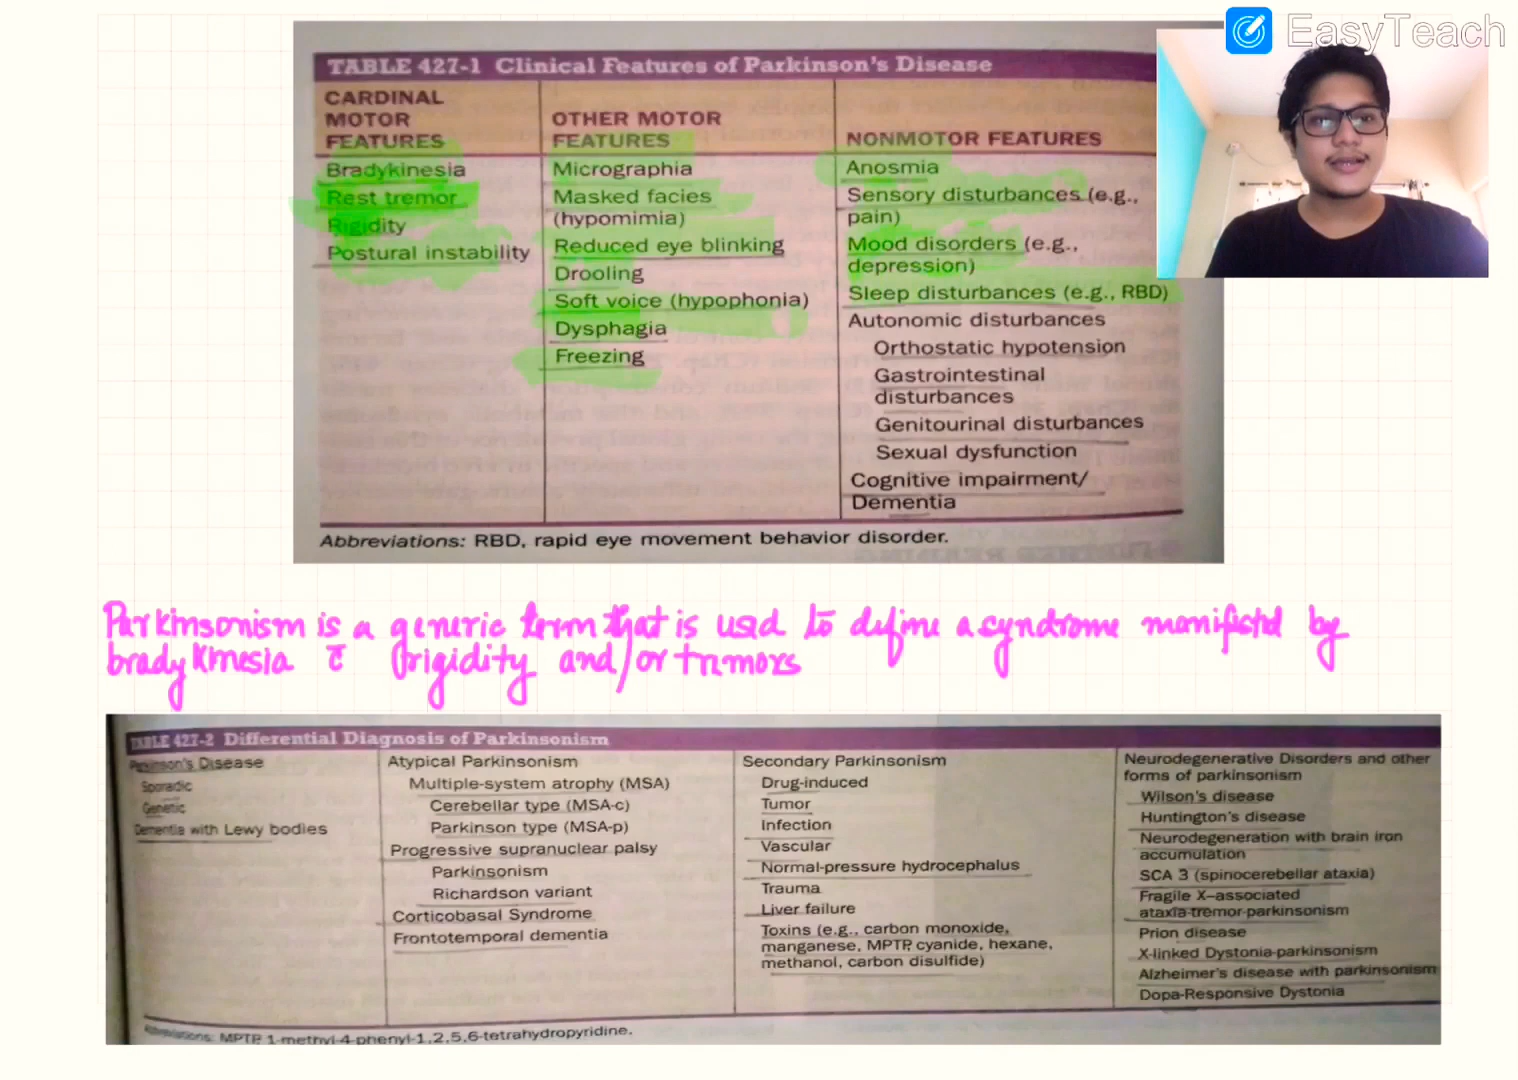 EasyTeach
TABLE 427-1 Clinical Features of Parkinson's Disease
CARDINAL
MOTOR
FEATURES
Bradykinesia
Rest tremor
Rigidity
Postural instability
OTHER MOTOR
FEATURES
Micrographia
Masked facies
(hypomimia)
Reduced eye blinking
Drooling
Soft voice (hypophonia)
Dysphagia
Freezing
NONMOTOR FEATURES
Anosmia
Sensory disturbances (e.g.,
pain)
Mood disorders (e.g.,
depression)
Sleep disturbances (e.g., RBD)
Autonomic disturbances
Orthostatic hypotension
Gastrointestinal
disturbances
Genitourinal disturbances
Sexual dysfunction
Cognitive impairment/
Dementia
Abbreviations: RBD, rapid eye movement behavior disorder.
Parkinsonism is a generic term that is used to define a syndrome manifested by
bradykinesia c̄ rigidity and/or tremors
TABLE 427-2 Differential Diagnosis of Parkinsonism
Parkinson's Disease
Sporadic
Genetic
Dementia with Lewy bodies
Atypical Parkinsonism
Multiple-system atrophy (MSA)
Cerebellar type (MSA-c)
Parkinson type (MSA-p)
Progressive supranuclear palsy
Parkinsonism
Richardson variant
Corticobasal Syndrome
Frontotemporal dementia
Secondary Parkinsonism
Drug-induced
Tumor
Infection
Vascular
Normal-pressure hydrocephalus
Trauma
Liver failure
Toxins (e.g., carbon monoxide,
manganese, MPTP, cyanide, hexane,
methanol, carbon disulfide)
Neurodegenerative Disorders and other
forms of parkinsonism
Wilson's disease
Huntington's disease
Neurodegeneration with brain iron
accumulation
SCA 3 (spinocerebellar ataxia)
Fragile X–associated
ataxia-tremor-parkinsonism
Prion disease
X-linked Dystonia-parkinsonism
Alzheimer's disease with parkinsonism
Dopa-Responsive Dystonia
Abbreviations: MPTP, 1-methyl-4-phenyl-1,2,5,6-tetrahydropyridine.